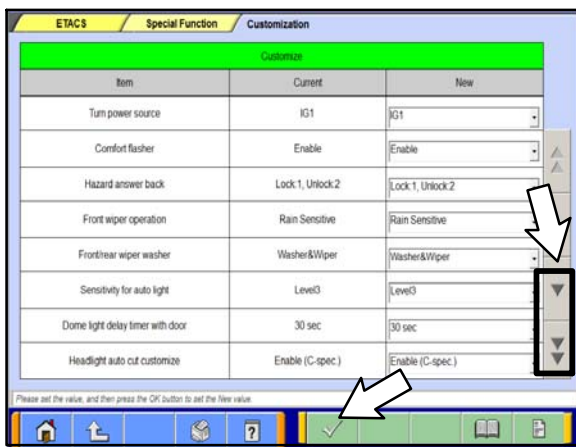 ETACS Special Function Customization
Customize
Item Current New
Turn power source IG1 IG1
Comfort flasher Enable Enable
Hazard answer back Lock:1, Unlock:2 Lock:1, Unlock:2
Front wiper operation Rain Sensitive Rain Sensitive
Front/rear wiper washer Washer&Wiper Washer&Wiper
Sensitivity for auto light Level3 Level3
Dome light delay timer with door 30 sec 30 sec
Headlight auto cut customize Enable (C-spec.) Enable (C-spec.)
Please set the value, and then press the OK button to set the New value.
?